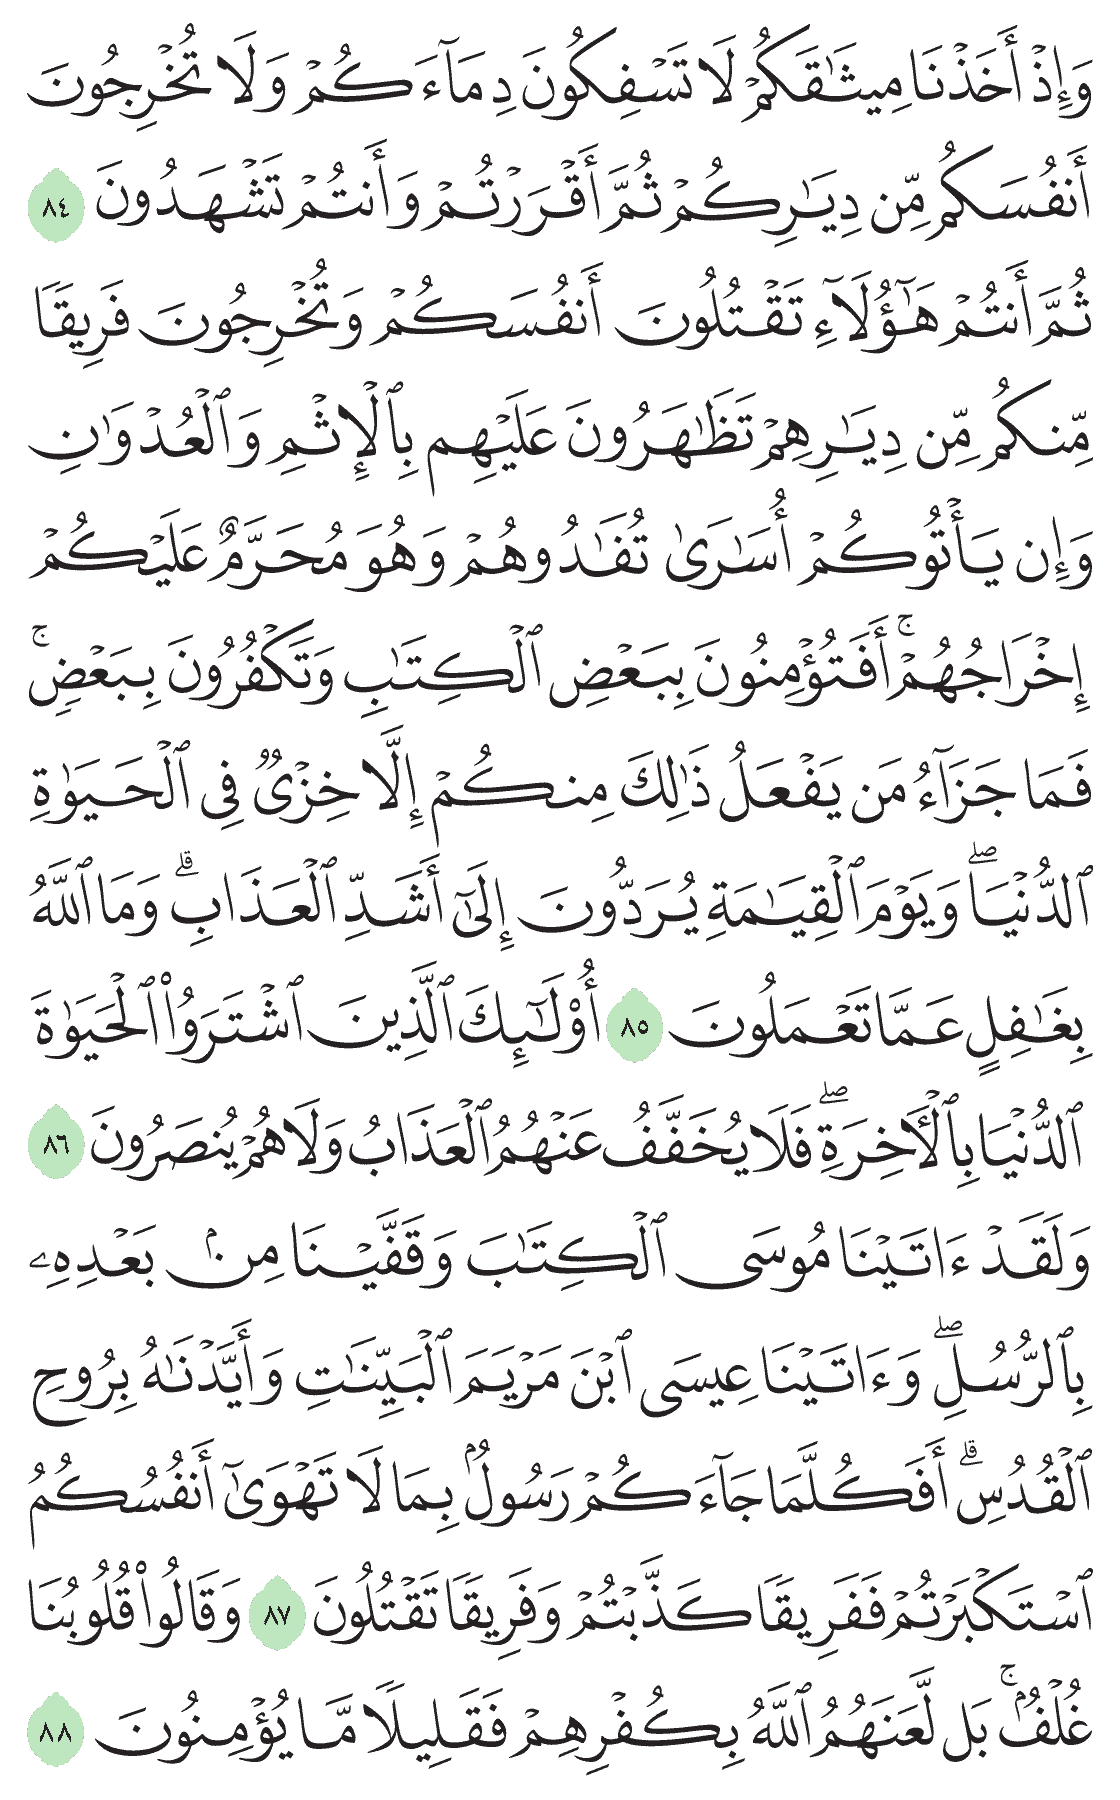 وَإِذْ أَخَذْنَا مِيثَٰقَكُمْ لَا تَسْفِكُونَ دِمَآءَكُمْ وَلَا تُخْرِجُونَ
أَنفُسَكُم مِّن دِيَٰرِكُمْ ثُمَّ أَقْرَرْتُمْ وَأَنتُمْ تَشْهَدُونَ ٨٤
ثُمَّ أَنتُمْ هَٰٓؤُلَآءِ تَقْتُلُونَ أَنفُسَكُمْ وَتُخْرِجُونَ فَرِيقًا
مِّنكُم مِّن دِيَٰرِهِمْ تَظَٰهَرُونَ عَلَيْهِم بِٱلْإِثْمِ وَٱلْعُدْوَٰنِ
وَإِن يَأْتُوكُمْ أُسَٰرَىٰ تُفَٰدُوهُمْ وَهُوَ مُحَرَّمٌ عَلَيْكُمْ
إِخْرَاجُهُمْ ۚ أَفَتُؤْمِنُونَ بِبَعْضِ ٱلْكِتَٰبِ وَتَكْفُرُونَ بِبَعْضٍ ۚ
فَمَا جَزَآءُ مَن يَفْعَلُ ذَٰلِكَ مِنكُمْ إِلَّا خِزْىٌ فِى ٱلْحَيَوٰةِ
ٱلدُّنْيَا ۖ وَيَوْمَ ٱلْقِيَٰمَةِ يُرَدُّونَ إِلَىٰٓ أَشَدِّ ٱلْعَذَابِ ۗ وَمَا ٱللَّهُ
بِغَٰفِلٍ عَمَّا تَعْمَلُونَ ٨٥ أُو۟لَٰٓئِكَ ٱلَّذِينَ ٱشْتَرَوُا۟ ٱلْحَيَوٰةَ
ٱلدُّنْيَا بِٱلْءَاخِرَةِ ۖ فَلَا يُخَفَّفُ عَنْهُمُ ٱلْعَذَابُ وَلَا هُمْ يُنصَرُونَ ٨٦
وَلَقَدْ ءَاتَيْنَا مُوسَى ٱلْكِتَٰبَ وَقَفَّيْنَا مِنۢ بَعْدِهِۦ
بِٱلرُّسُلِ ۖ وَءَاتَيْنَا عِيسَى ٱبْنَ مَرْيَمَ ٱلْبَيِّنَٰتِ وَأَيَّدْنَٰهُ بِرُوحِ
ٱلْقُدُسِ ۗ أَفَكُلَّمَا جَآءَكُمْ رَسُولٌۢ بِمَا لَا تَهْوَىٰٓ أَنفُسُكُمُ
ٱسْتَكْبَرْتُمْ فَفَرِيقًا كَذَّبْتُمْ وَفَرِيقًا تَقْتُلُونَ ٨٧ وَقَالُوا۟ قُلُوبُنَا
غُلْفٌۢ ۚ بَل لَّعَنَهُمُ ٱللَّهُ بِكُفْرِهِمْ فَقَلِيلًا مَّا يُؤْمِنُونَ ٨٨